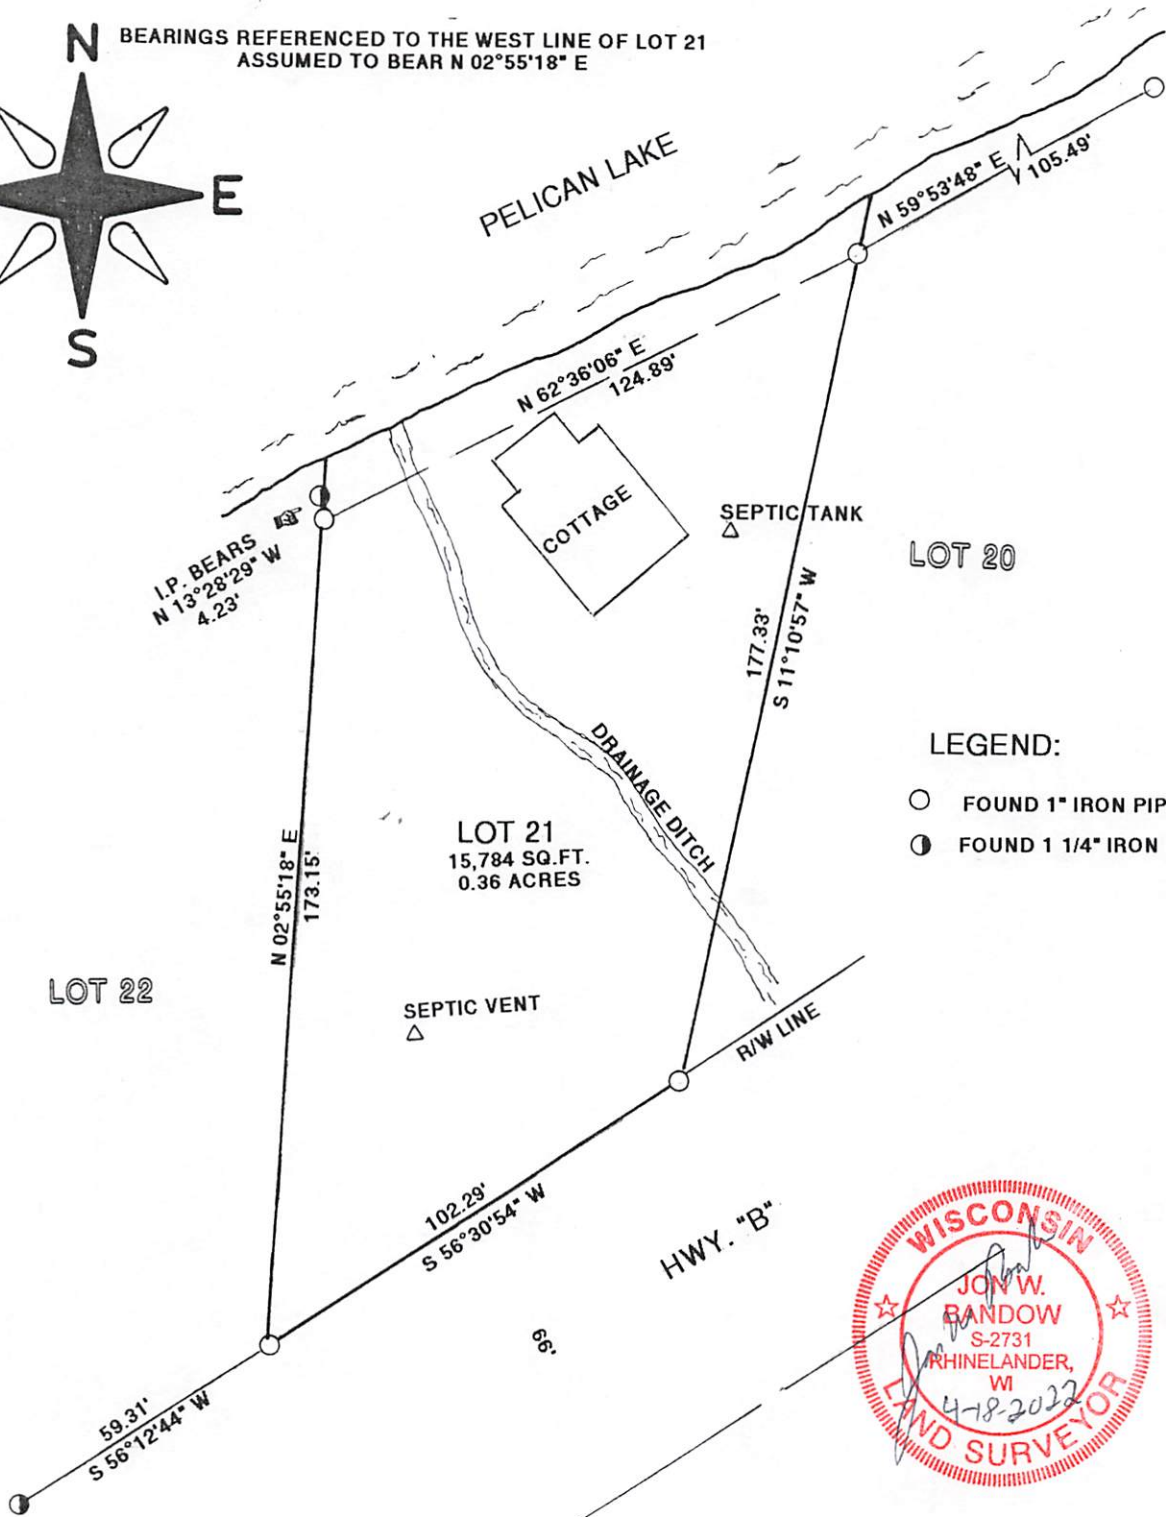 N
BEARINGS REFERENCED TO THE WEST LINE OF LOT 21
ASSUMED TO BEAR N 02°55'18" E
E
S
PELICAN LAKE
N 59°53'48" E
105.49'
N 62°36'06" E
124.89'
I.P. BEARS
N 13°28'29" W
4.23'
COTTAGE
SEPTIC TANK
LOT 20
177.33'
S 11°10'57" W
DRAINAGE DITCH
LEGEND:
FOUND 1" IRON PIP
FOUND 1 1/4" IRON
LOT 21
15,784 SQ.FT.
0.36 ACRES
N 02°55'18" E
173.15'
LOT 22
SEPTIC VENT
R/W LINE
102.29'
S 56°30'54" W
HWY. "B"
66'
59.31'
S 56°12'44" W
WISCONSIN
JON W.
BANDOW
S-2731
RHINELANDER,
WI
4-18-2022
LAND SURVEYOR